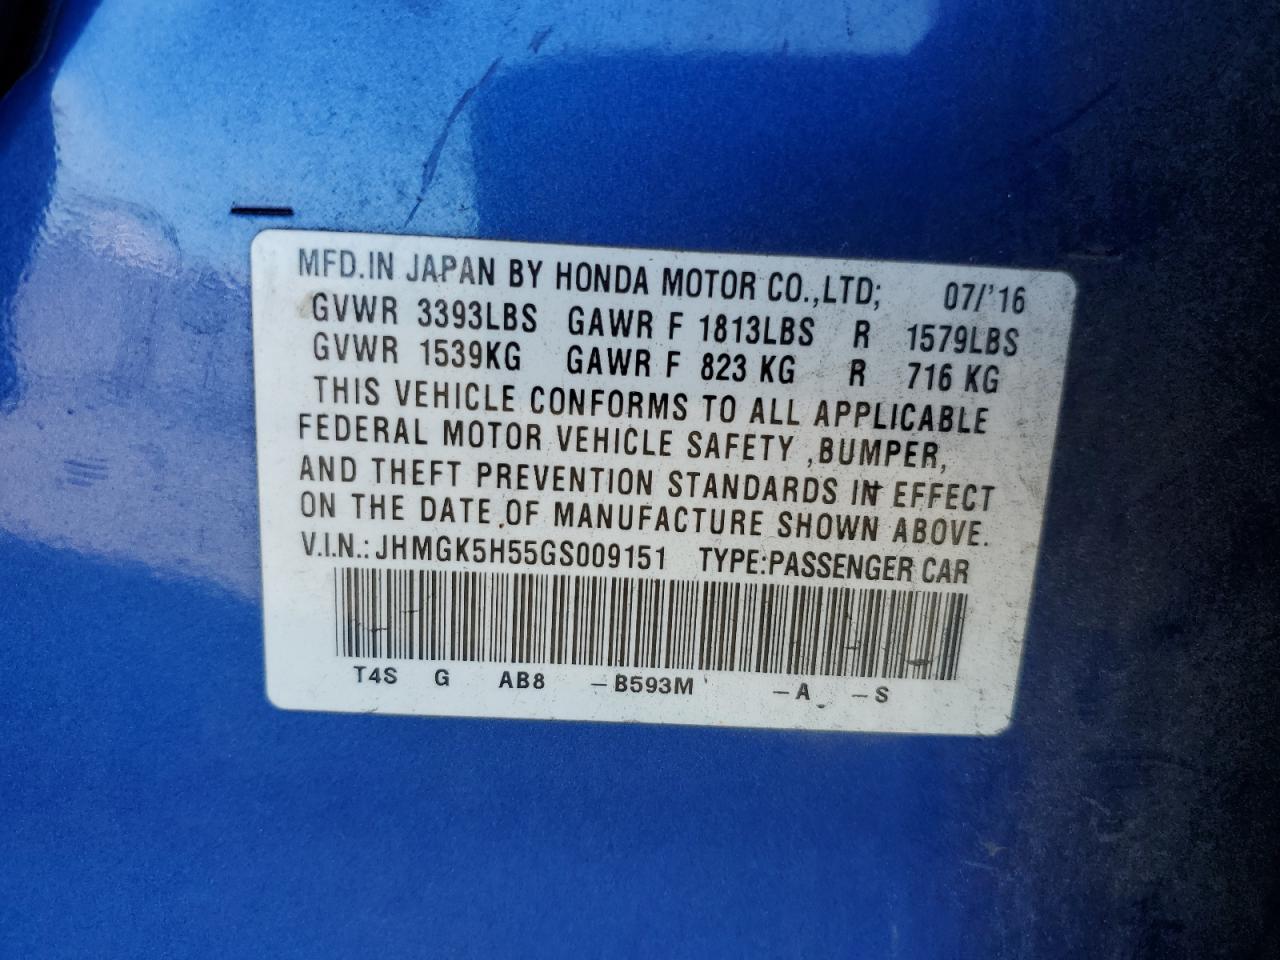 MFD.IN JAPAN BY HONDA MOTOR CO.,LTD; 07/'16
GVWR 3393LBS GAWR F 1813LBS R 1579LBS
GVWR 1539KG GAWR F 823 KG R 716 KG
THIS VEHICLE CONFORMS TO ALL APPLICABLE
FEDERAL MOTOR VEHICLE SAFETY ,BUMPER,
AND THEFT PREVENTION STANDARDS IN EFFECT
ON THE DATE OF MANUFACTURE SHOWN ABOVE.
V.I.N.: JHMGK5H55GS009151 TYPE:PASSENGER CAR
T4S G AB8 -B593M -A -S